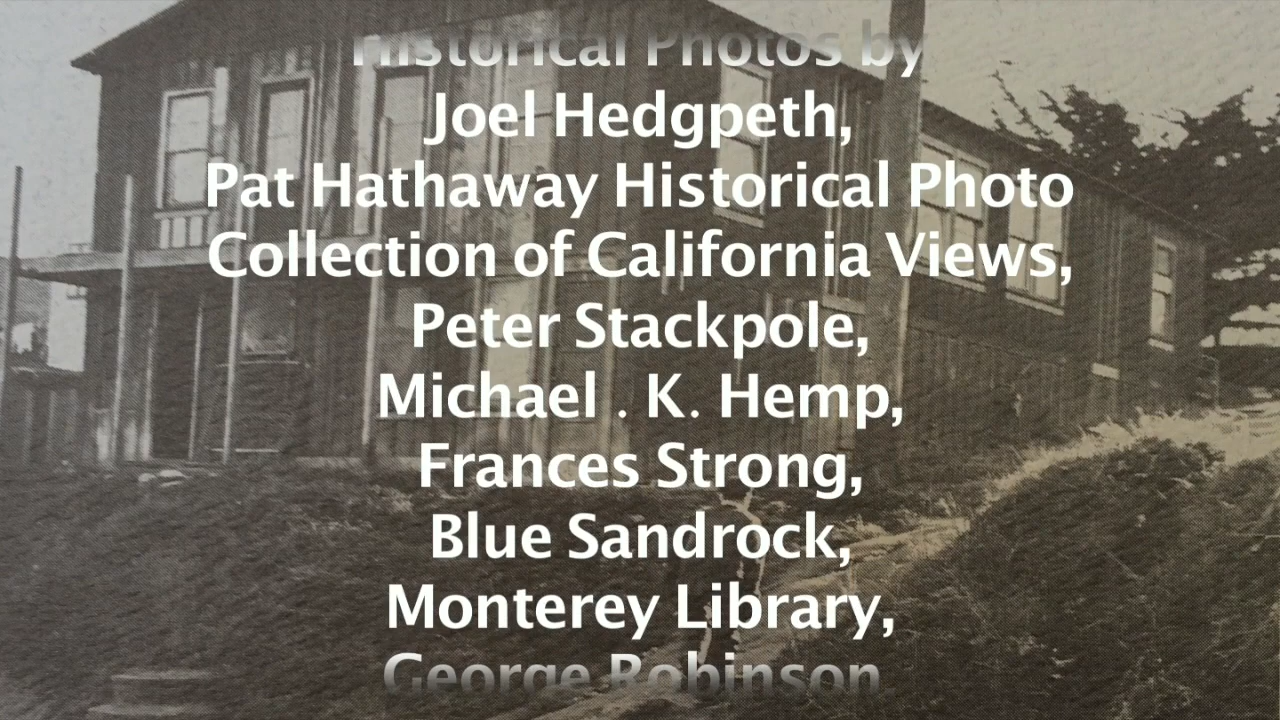 Historical Photos by
Joel Hedgpeth,
Pat Hathaway Historical Photo
Collection of California Views,
Peter Stackpole,
Michael . K. Hemp,
Frances Strong,
Blue Sandrock,
Monterey Library,
George Robinson